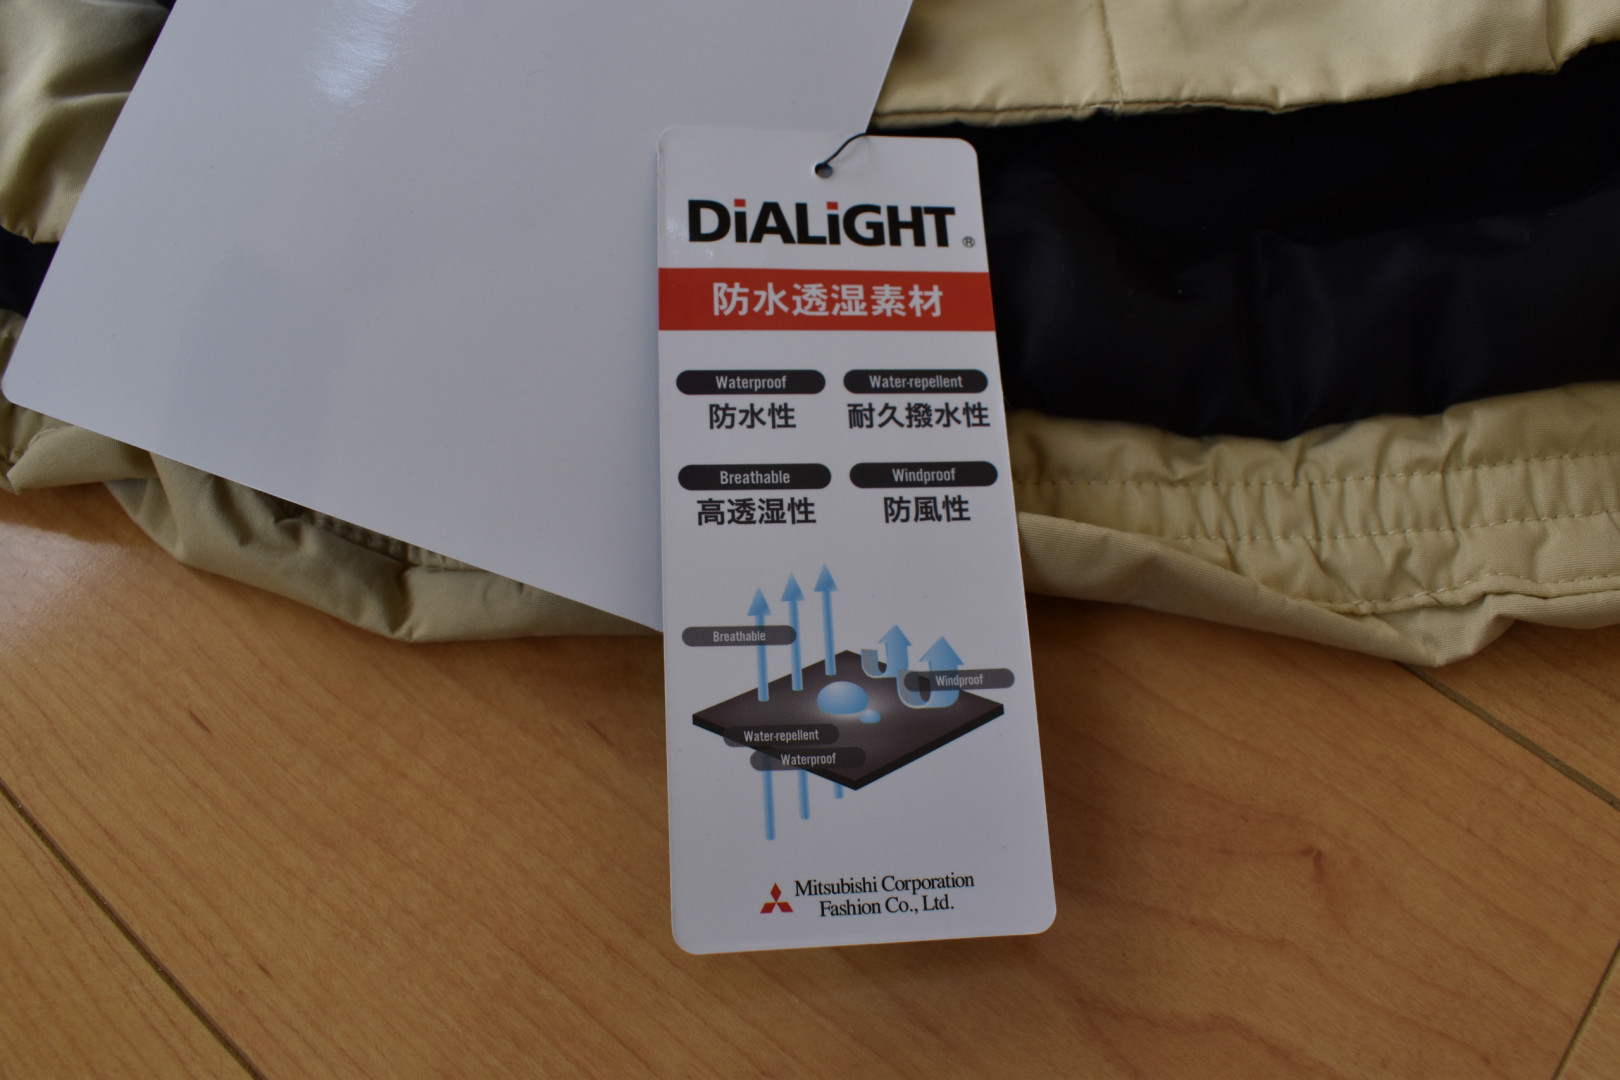 DiALiGHT®
防水透湿素材
Waterproof
防水性
Water-repellent
耐久撥水性
Breathable
高透湿性
Windproof
防風性
Breathable
Windproof
Water-repellent
Waterproof
Mitsubishi Corporation
Fashion Co., Ltd.